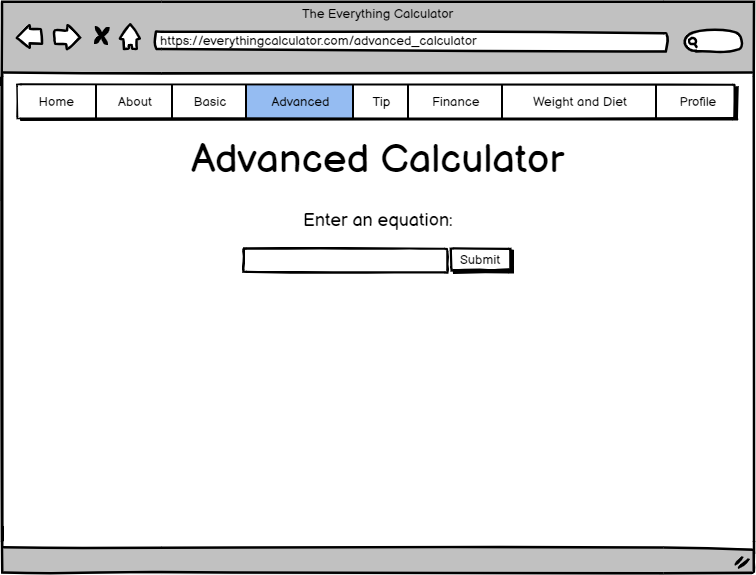 The Everything Calculator
https://everythingcalculator.com/advanced_calculator
Home About Basic Advanced Tip Finance Weight and Diet Profile
Advanced Calculator
Enter an equation:
Submit